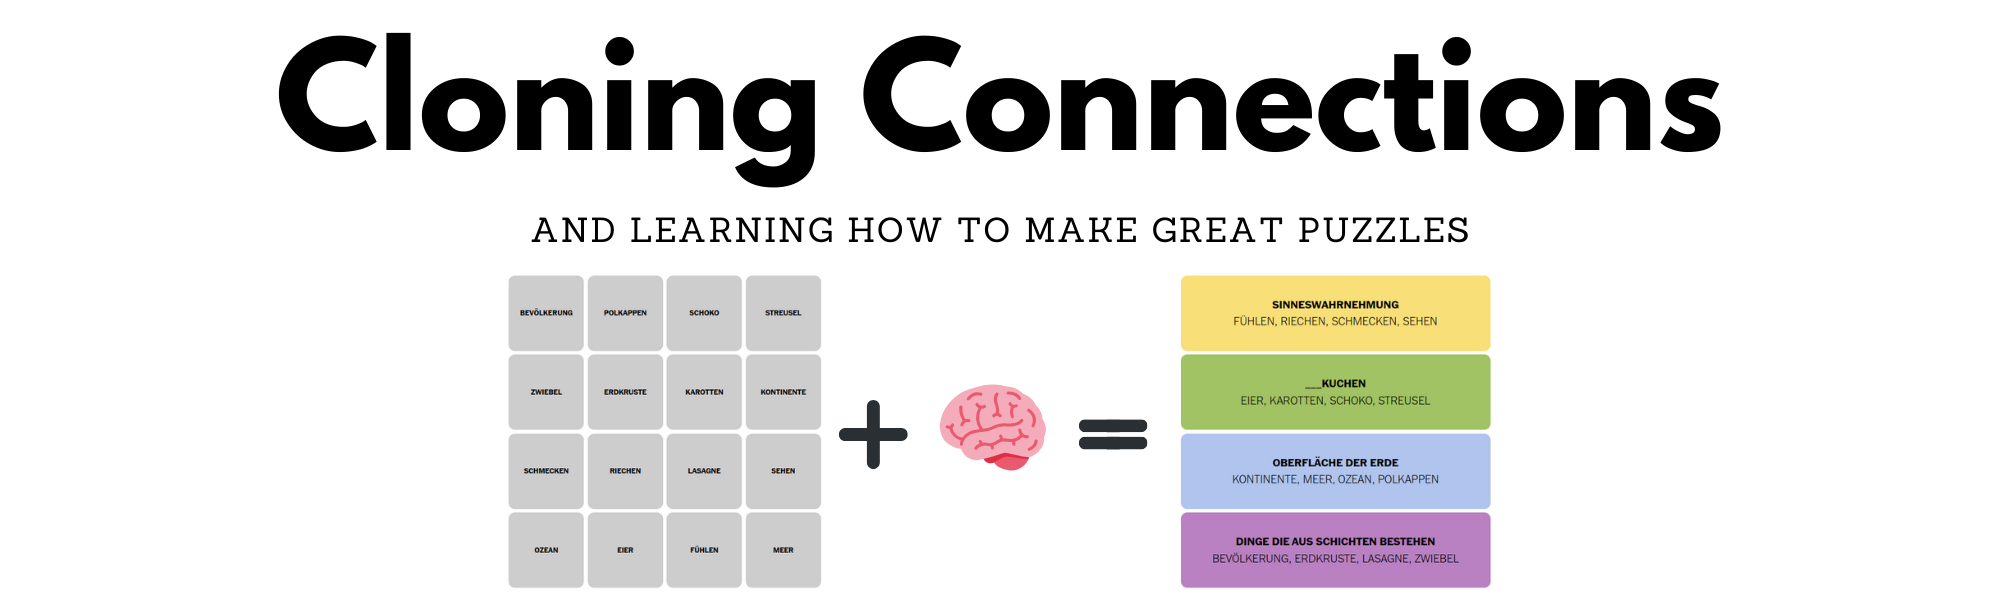 Cloning Connections
AND LEARNING HOW TO MAKE GREAT PUZZLES
BEVÖLKERUNG POLKAPPEN SCHOKO STREUSEL
ZWIEBEL ERDKRUSTE KAROTTEN KONTINENTE
SCHMECKEN RIECHEN LASAGNE SEHEN
OZEAN EIER FÜHLEN MEER
SINNESWAHRNEHMUNG
FÜHLEN, RIECHEN, SCHMECKEN, SEHEN
___KUCHEN
EIER, KAROTTEN, SCHOKO, STREUSEL
OBERFLÄCHE DER ERDE
KONTINENTE, MEER, OZEAN, POLKAPPEN
DINGE DIE AUS SCHICHTEN BESTEHEN
BEVÖLKERUNG, ERDKRUSTE, LASAGNE, ZWIEBEL